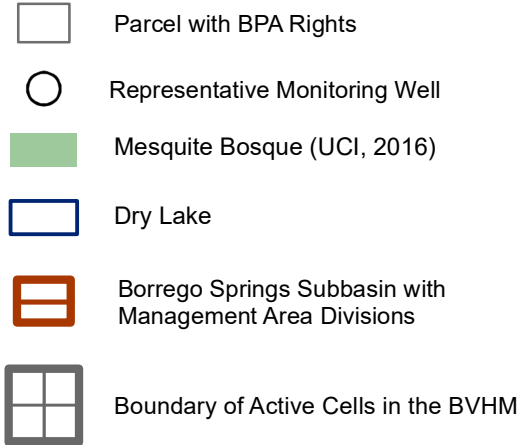 Parcel with BPA Rights
Representative Monitoring Well
Mesquite Bosque (UCI, 2016)
Dry Lake
Borrego Springs Subbasin with
Management Area Divisions
Boundary of Active Cells in the BVHM